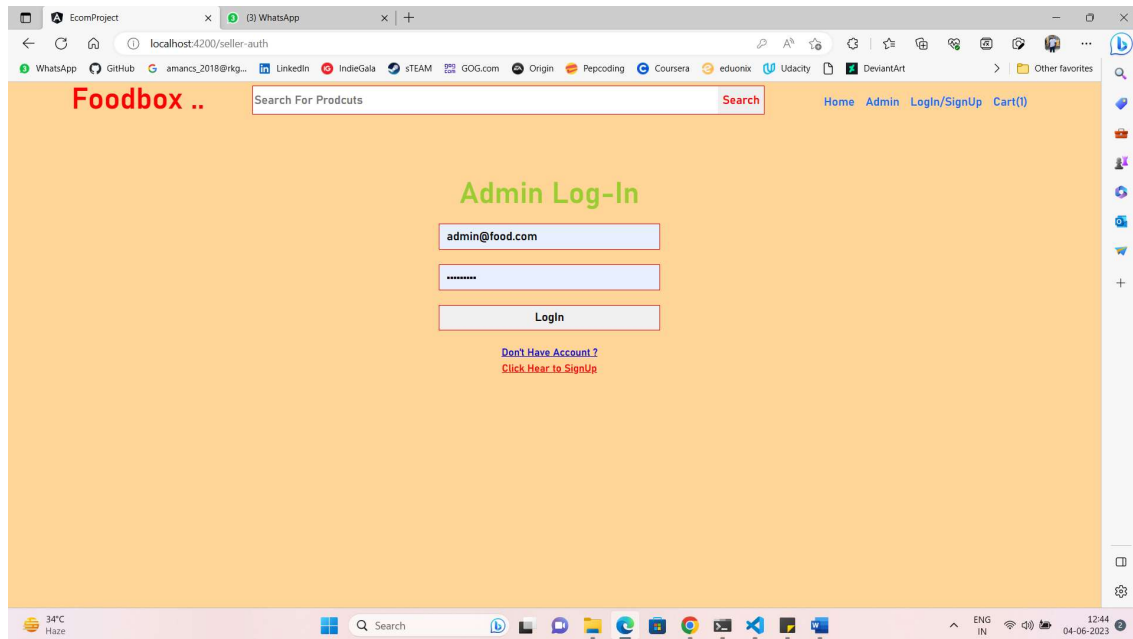 EcomProject
(3) WhatsApp
localhost:4200/seller-auth
WhatsApp GitHub amancs_2018@rkg... LinkedIn IndieGala sTEAM GOG.com Origin Pepcoding Coursera eduonix Udacity DeviantArt Other favorites
Foodbox .. Search For Prodcuts Search Home Admin LogIn/SignUp Cart(1)
Admin Log-In
admin@food.com
•••••••••
LogIn
Don't Have Account ?
Click Hear to SignUp
34°C
Haze
Search
ENG
IN
12:44
04-06-2023
2